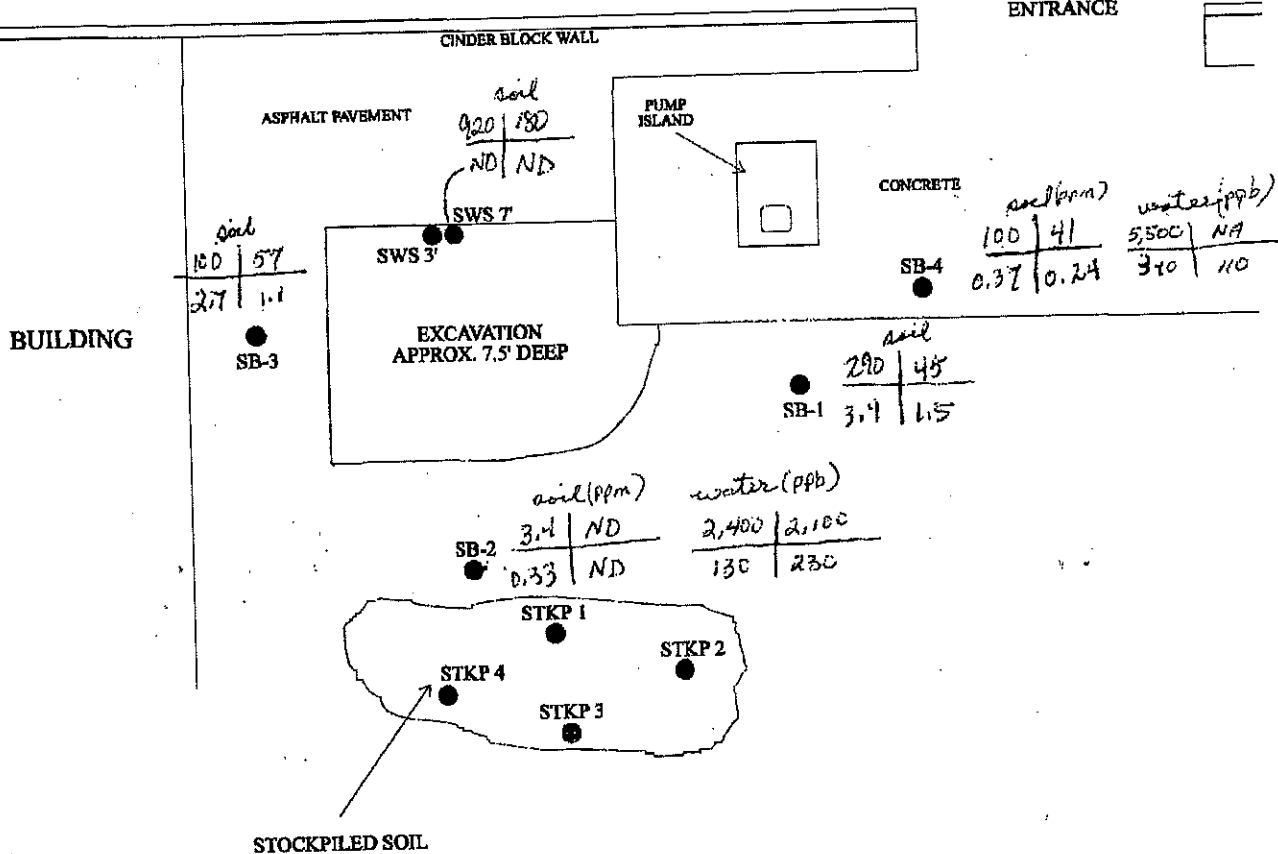 ENTRANCE
CINDER BLOCK WALL
ASPHALT PAVEMENT
soil
920 | 180
ND | ND
PUMP
ISLAND
CONCRETE
soil (ppm)
100 | 41
0.37 | 0.24
water (ppb)
5,500 | NA
SWS 7'
SWS 3'
SB-4
soil
100 | 57
2.7 | 1.1
BUILDING
SB-3
EXCAVATION
APPROX. 7.5' DEEP
soil
290 | 45
3.4 | 1.5
SB-1
soil (ppm)
3.4 | ND
0.33 | ND
water (ppb)
2,400 | 2,100
130 | 230
SB-2
STKP 1
STKP 2
STKP 4
STKP 3
STOCKPILED SOIL